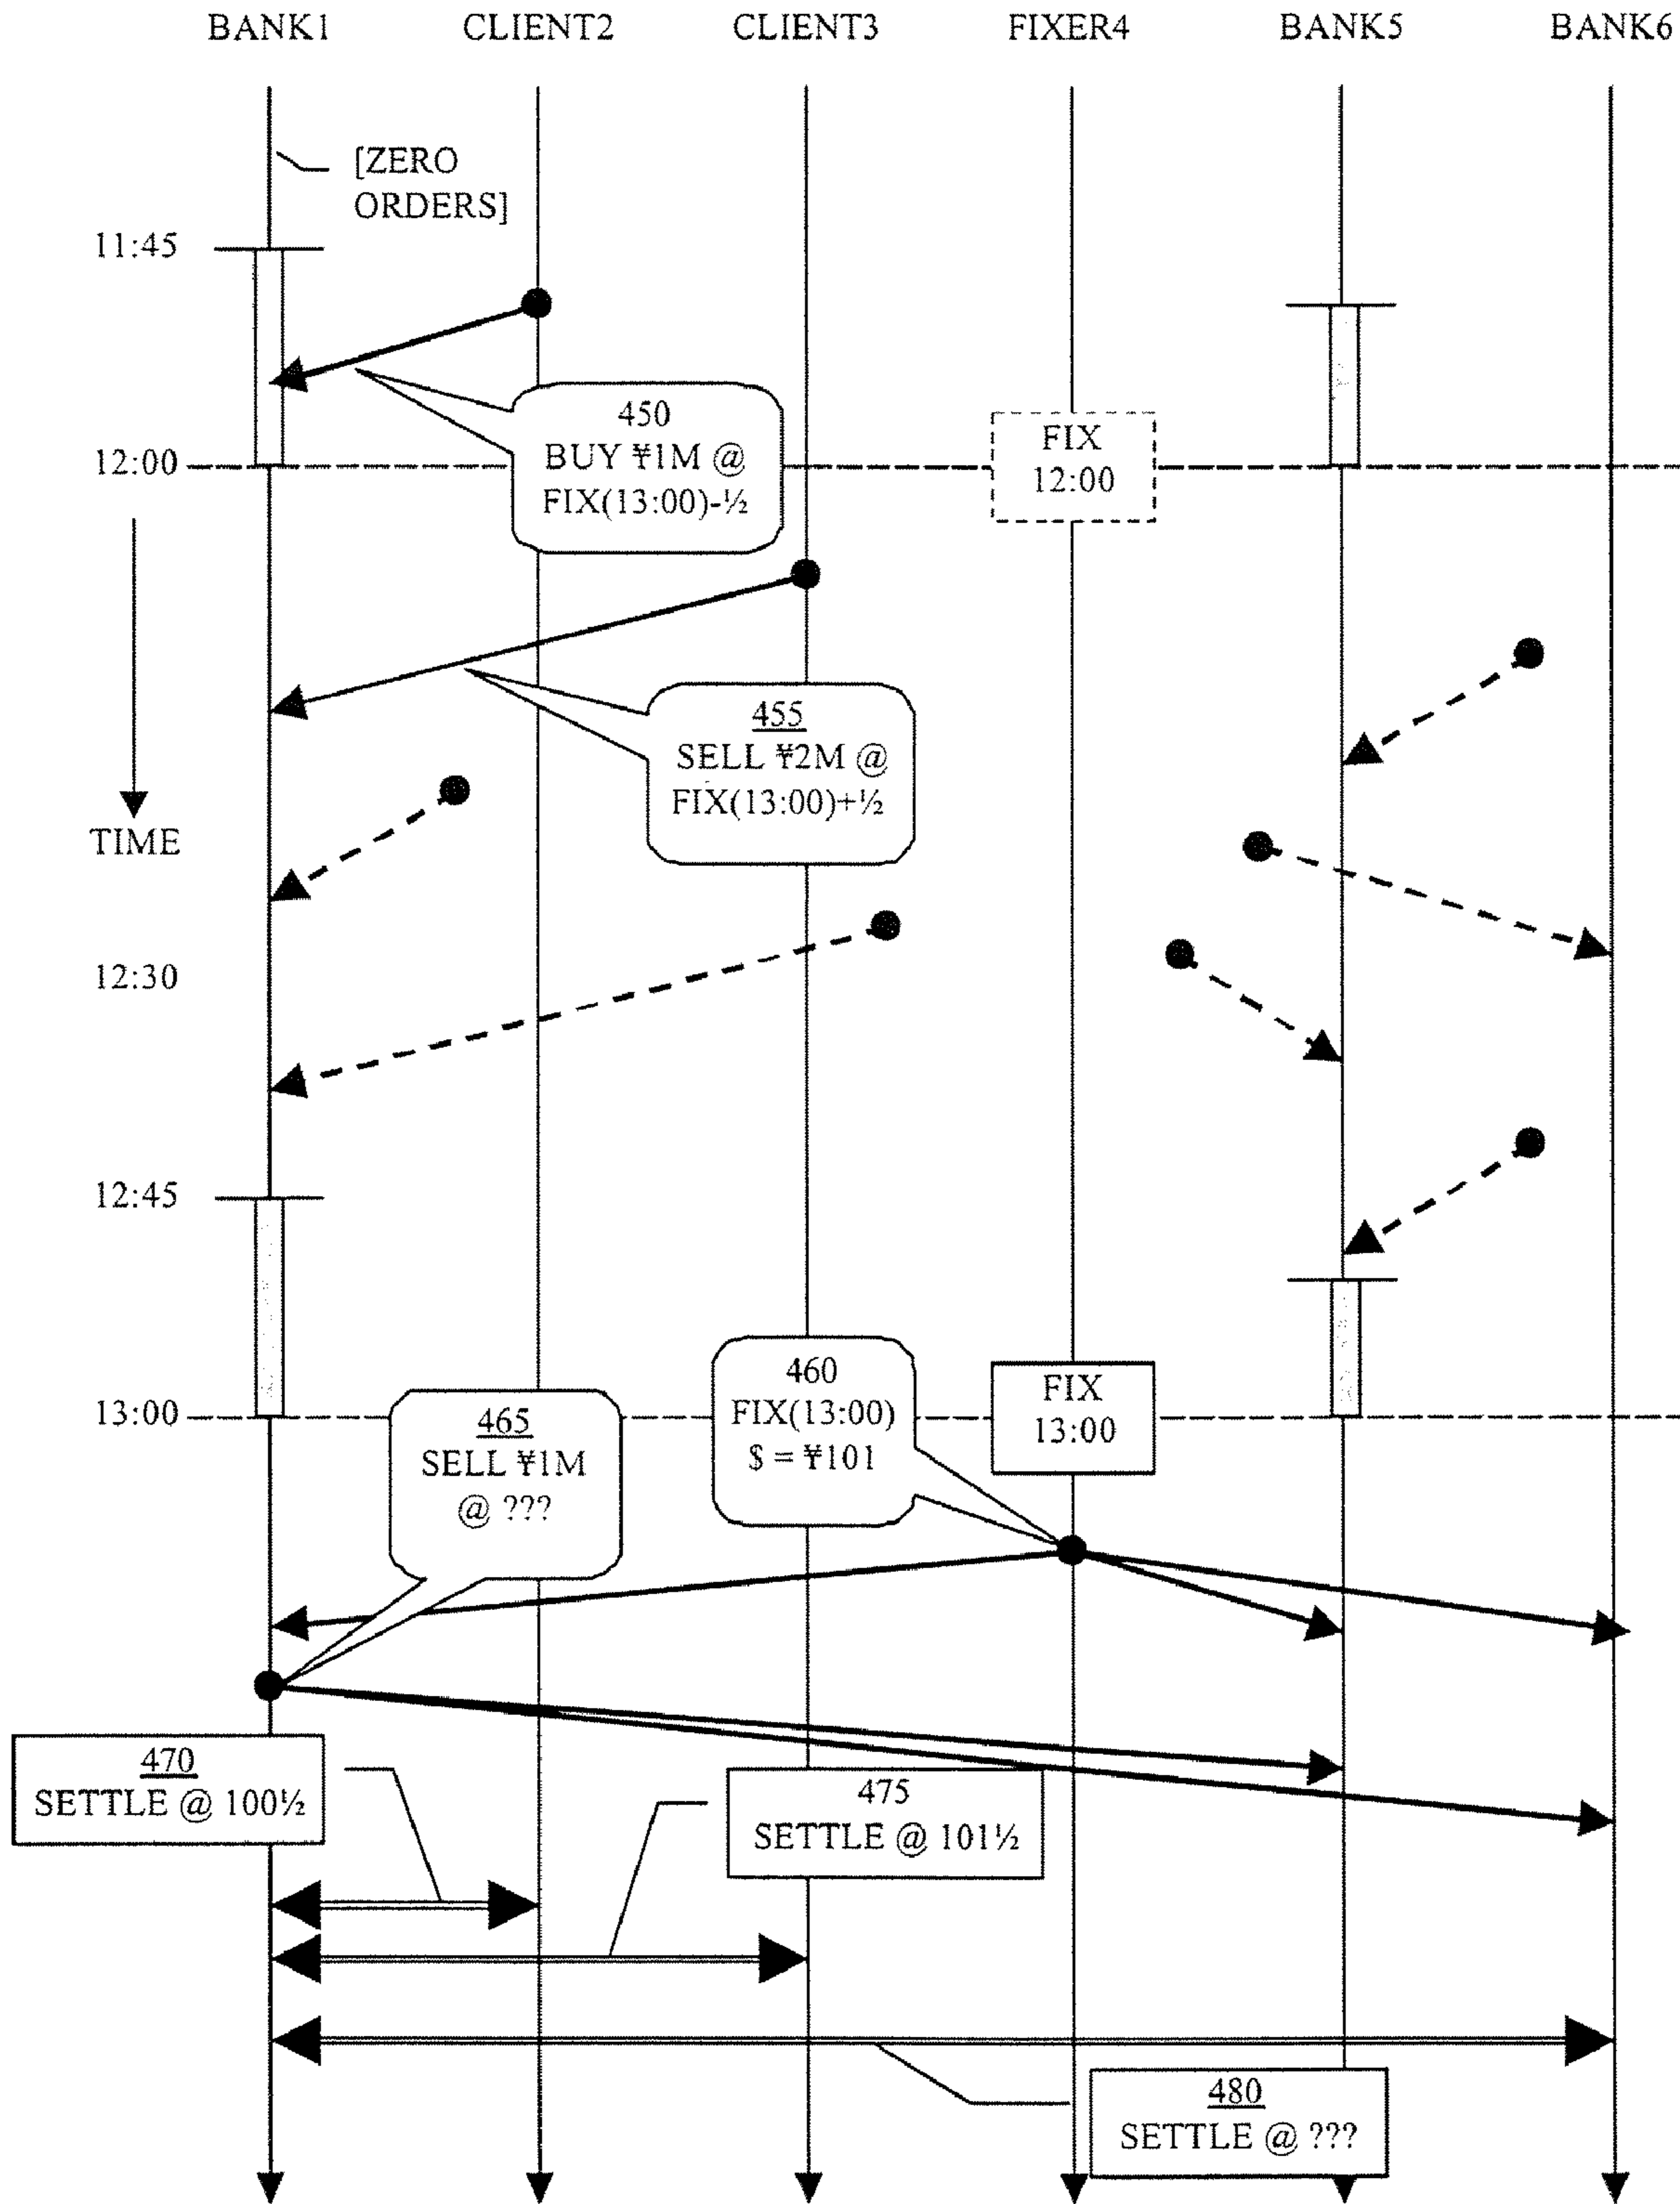 BANK1 CLIENT2 CLIENT3 FIXER4 BANK5 BANK6
[ZERO
ORDERS]
11:45
450
BUY ¥1M @
FIX(13:00)-½
FIX
12:00
12:00
455
SELL ¥2M @
FIX(13:00)+½
TIME
12:30
12:45
460
FIX(13:00)
$ = ¥101
FIX
13:00
13:00
465
SELL ¥1M
@ ???
470
SETTLE @ 100½
475
SETTLE @ 101½
480
SETTLE @ ???